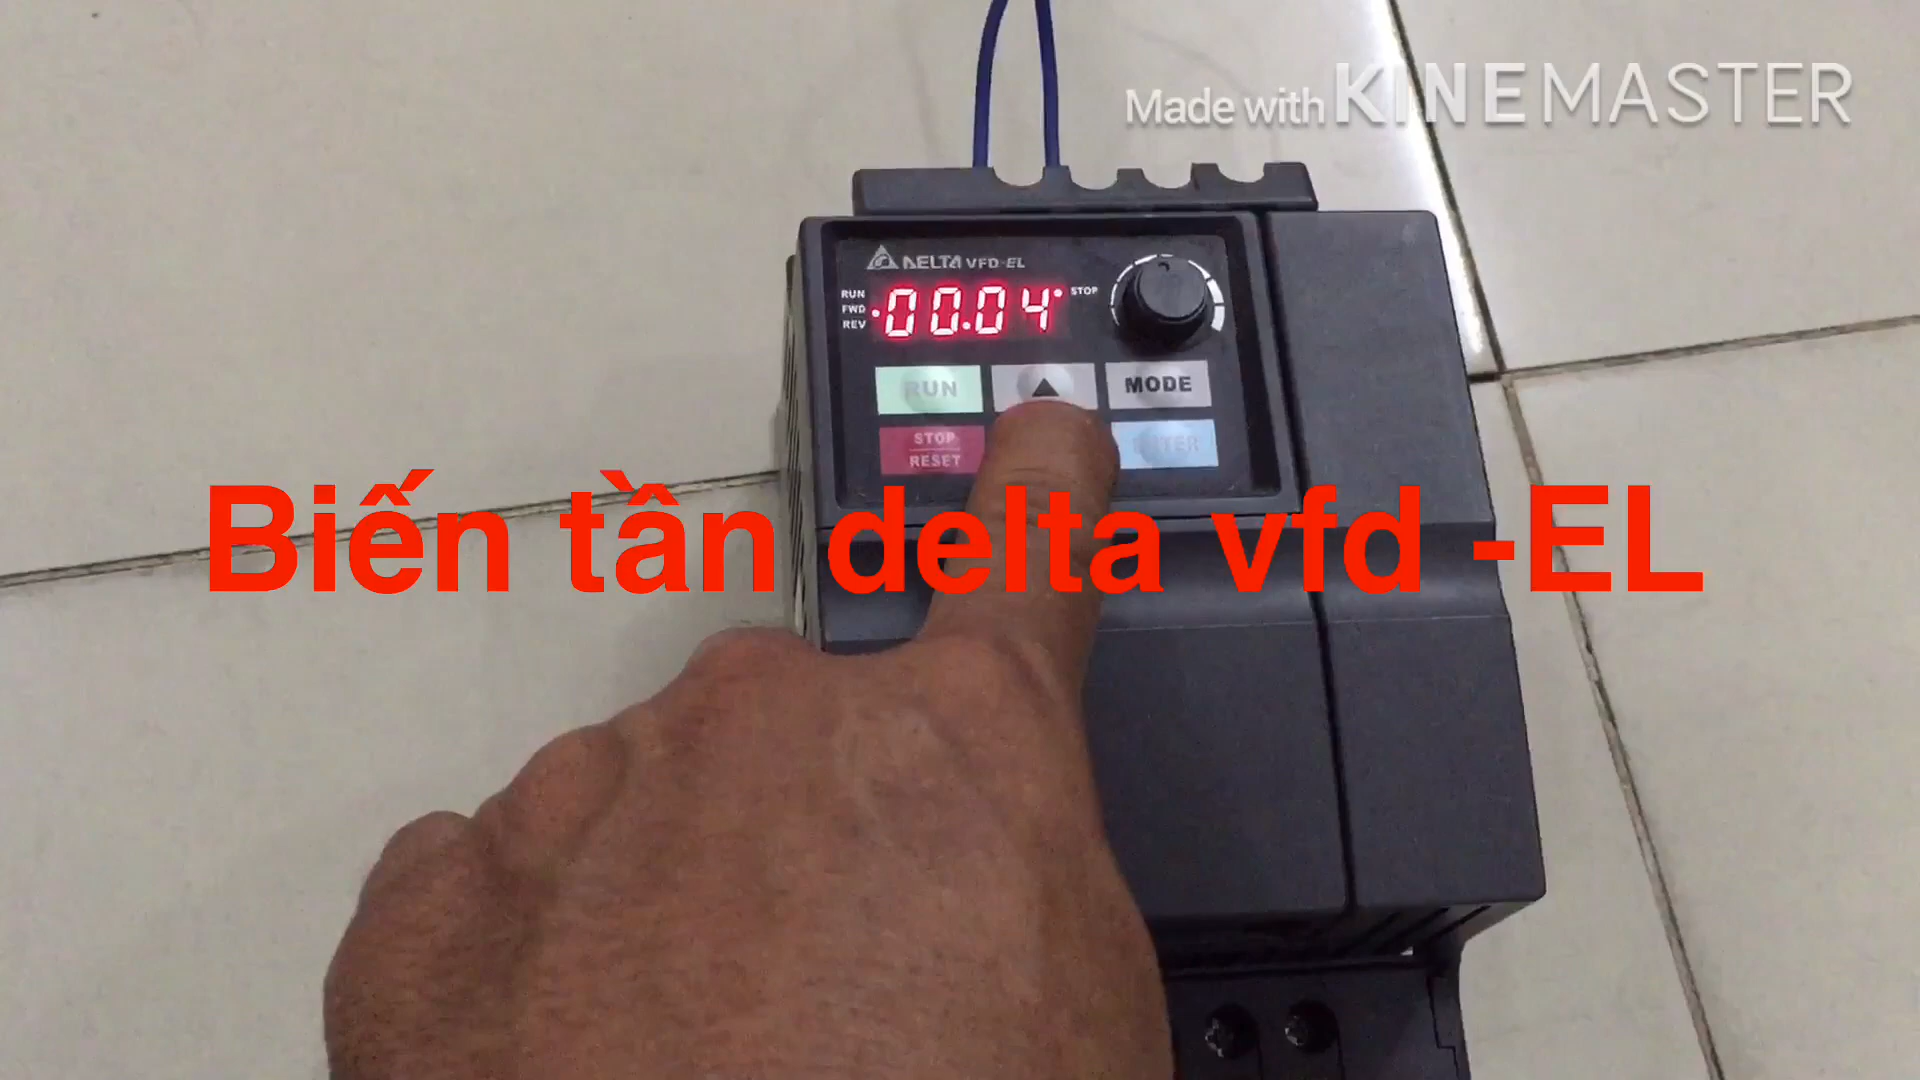 Made with KINEMASTER
DELTA VFD-EL
RUN
FWD
REV
00.04
STOP
RUN
MODE
STOP
RESET
ENTER
Biến tần delta vfd -EL